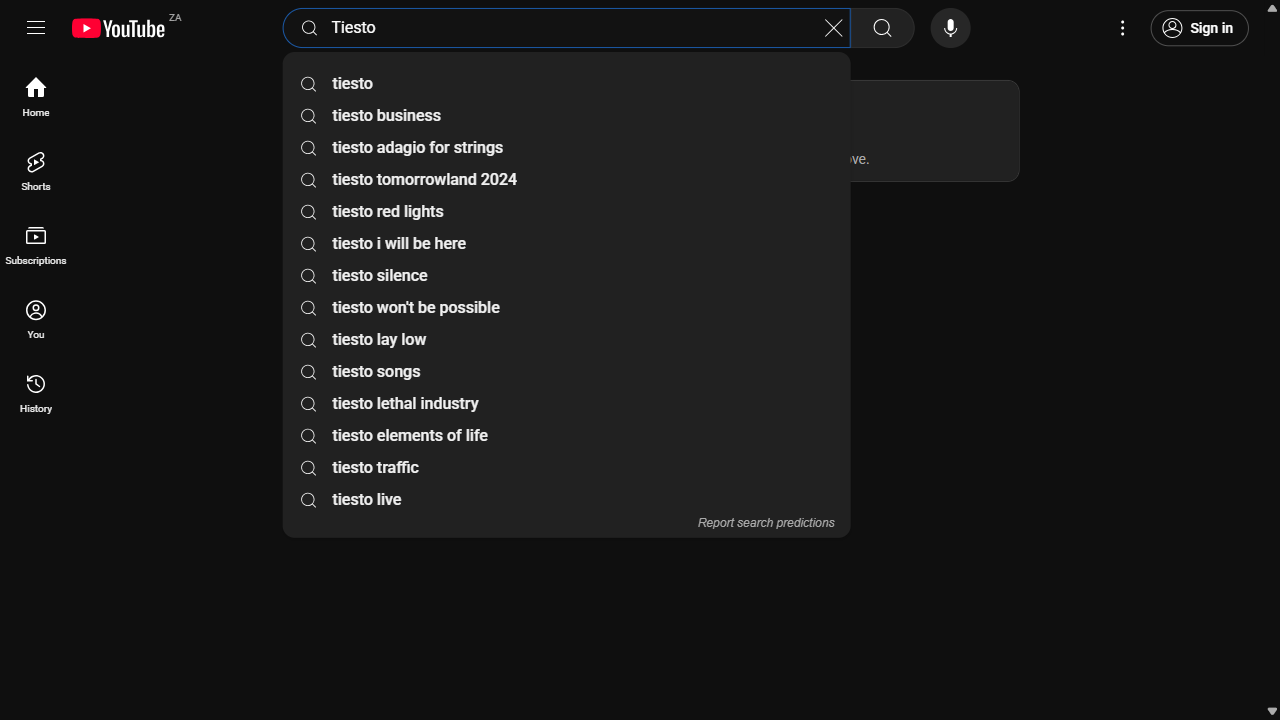 YouTube ZA
Tiesto
Sign in
Home
Shorts
Subscriptions
You
History
tiesto
tiesto business
tiesto adagio for strings
tiesto tomorrowland 2024
tiesto red lights
tiesto i will be here
tiesto silence
tiesto won't be possible
tiesto lay low
tiesto songs
tiesto lethal industry
tiesto elements of life
tiesto traffic
tiesto live
Report search predictions